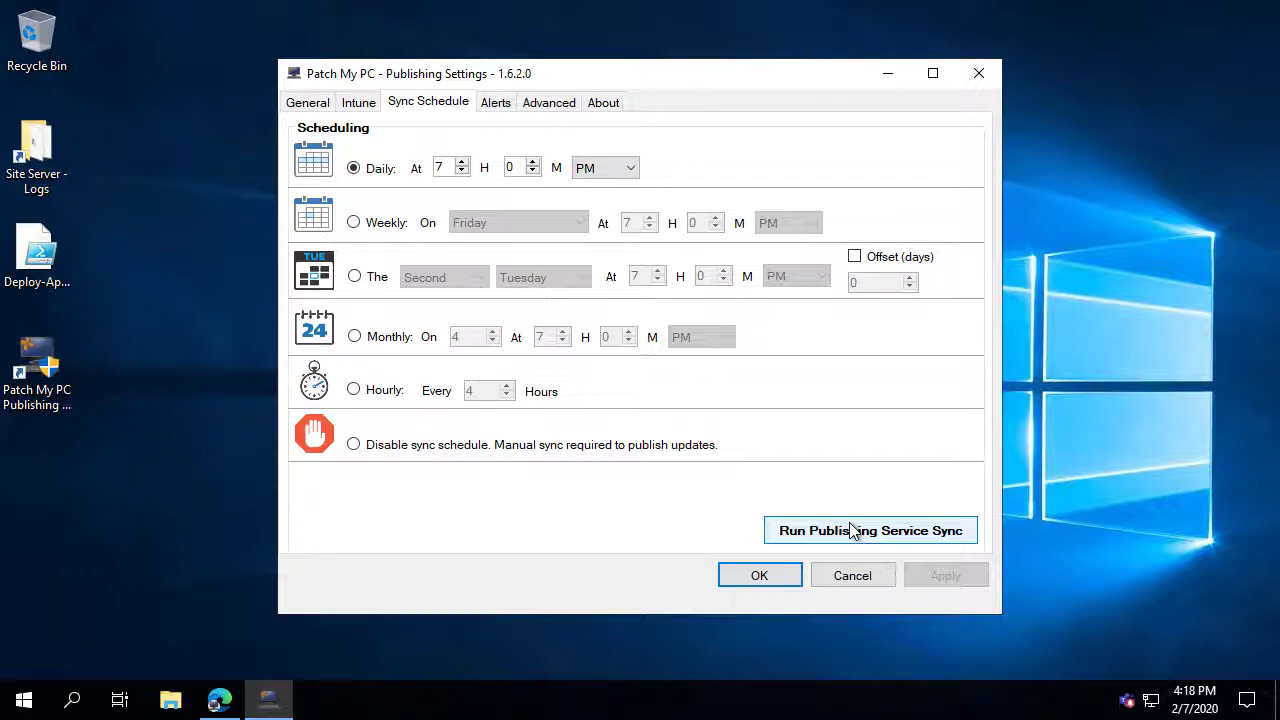 Recycle Bin
Site Server -
Logs
Deploy-Ap...
Patch My PC
Publishing ...
Patch My PC - Publishing Settings - 1.6.2.0
General Intune Sync Schedule Alerts Advanced About
Scheduling
Daily: At 7 H 0 M PM
Weekly: On Friday At 7 H 0 M PM
Offset (days)
TUE
The Second Tuesday At 7 H 0 M PM 0
24 Monthly: On 4 At 7 H 0 M PM
Hourly: Every 4 Hours
Disable sync schedule. Manual sync required to publish updates.
Run Publishing Service Sync
OK Cancel Apply
4:18 PM
2/7/2020